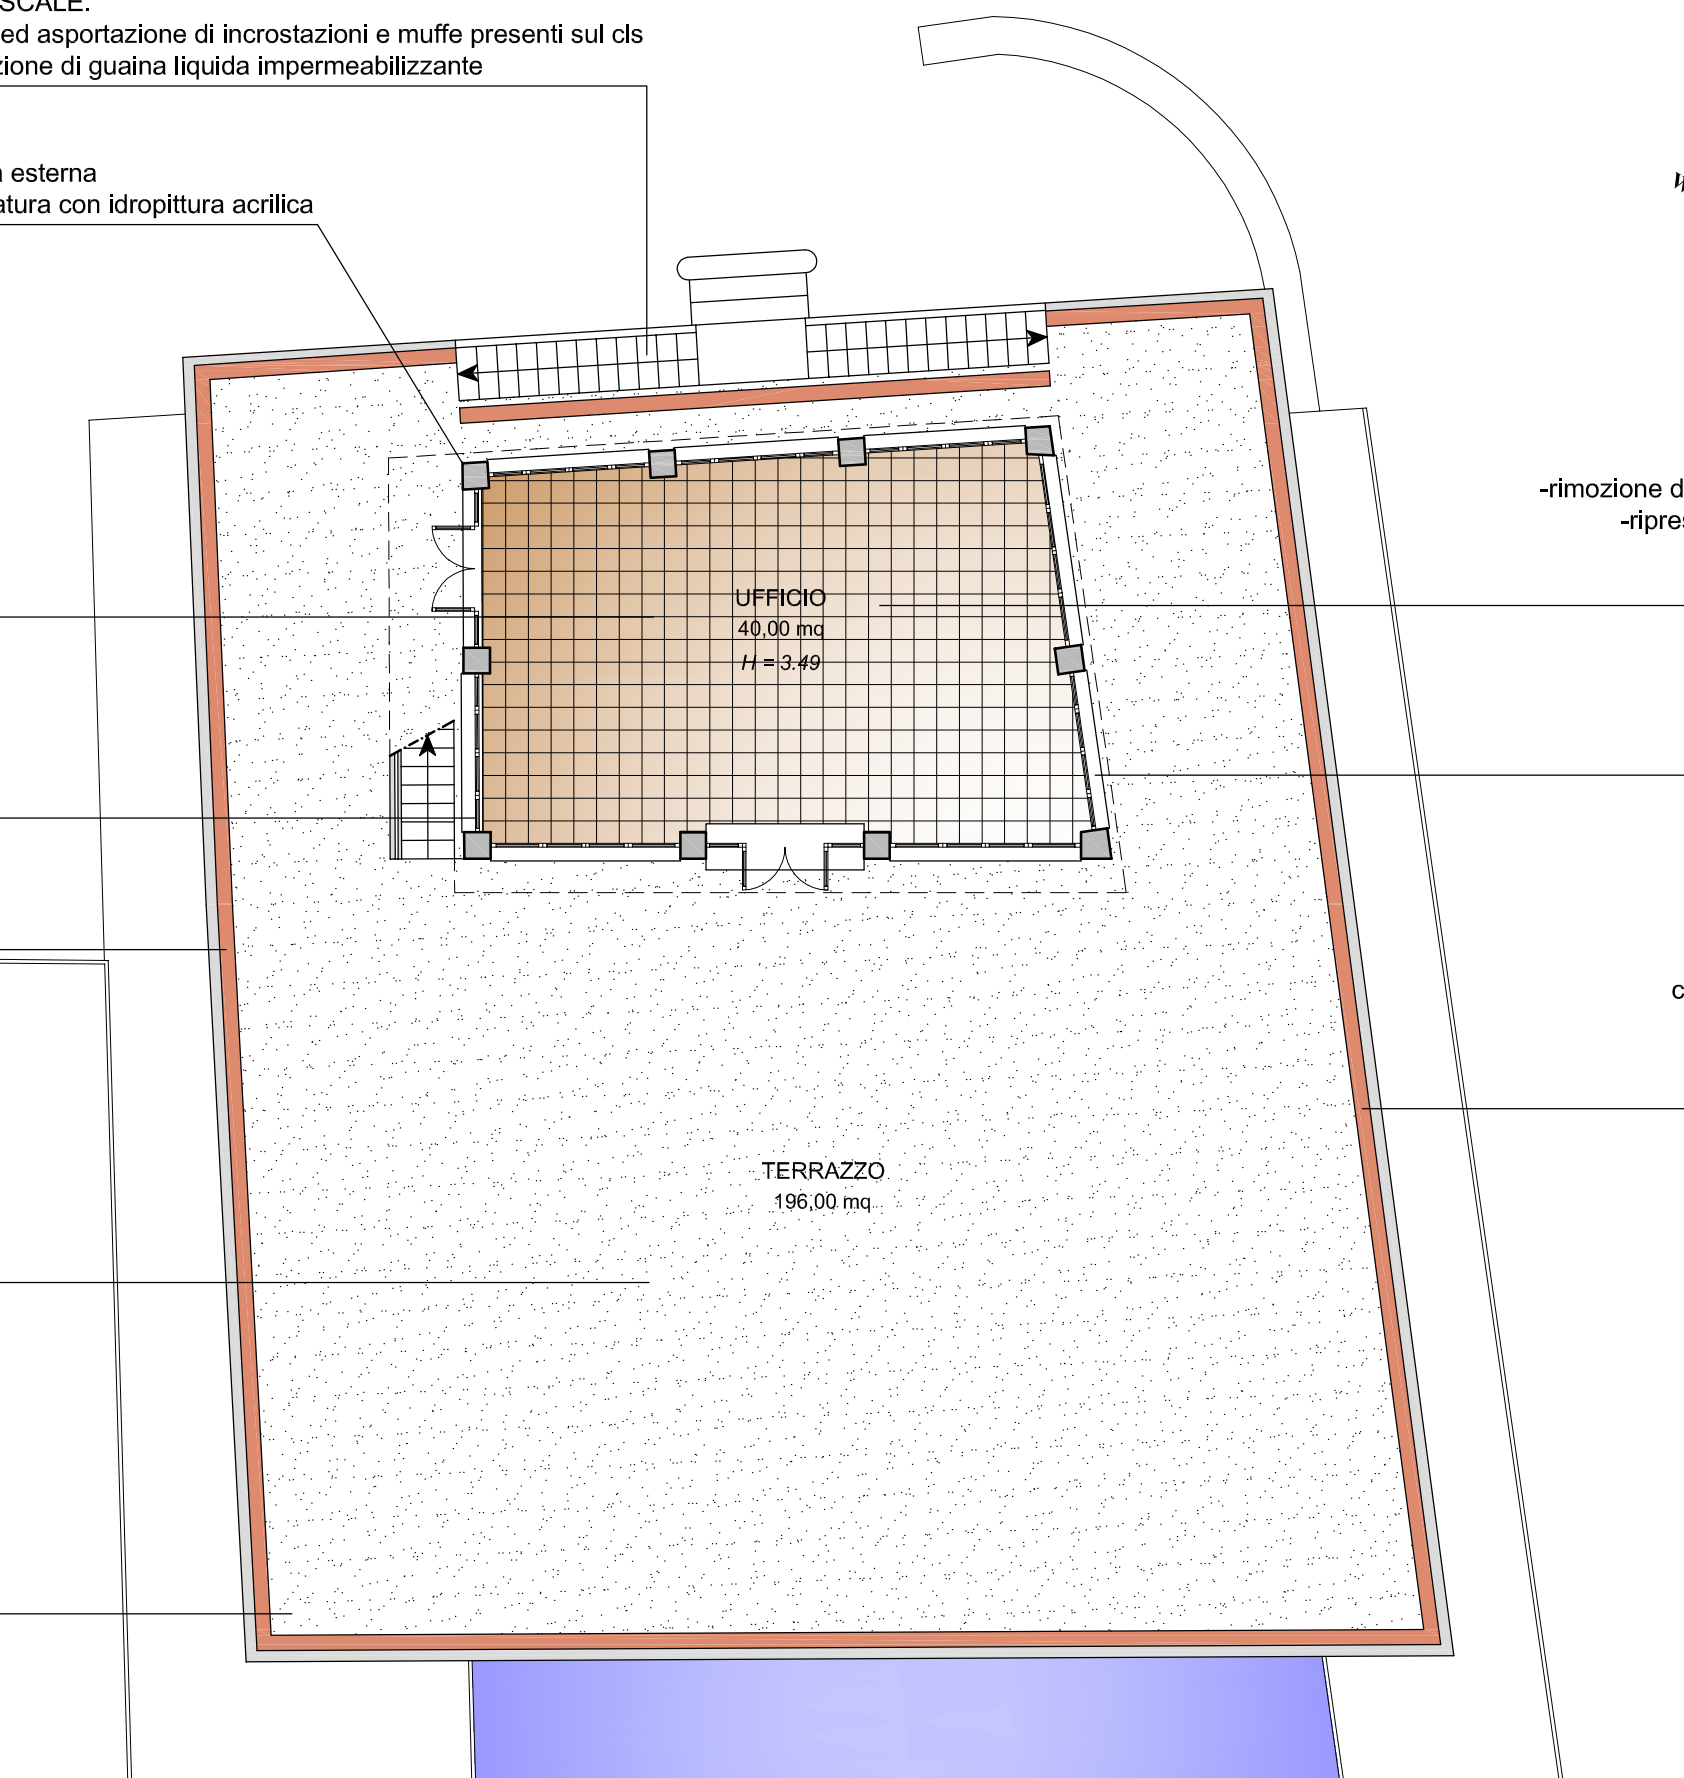 SCALE:
ed asportazione di incrostazioni e muffe presenti sul cls
zione di guaina liquida impermeabilizzante
a esterna
atura con idropittura acrilica
-rimozione d
-ripres
UFFICIO
40,00 mq
H = 3.49
c
TERRAZZO
196,00 mq